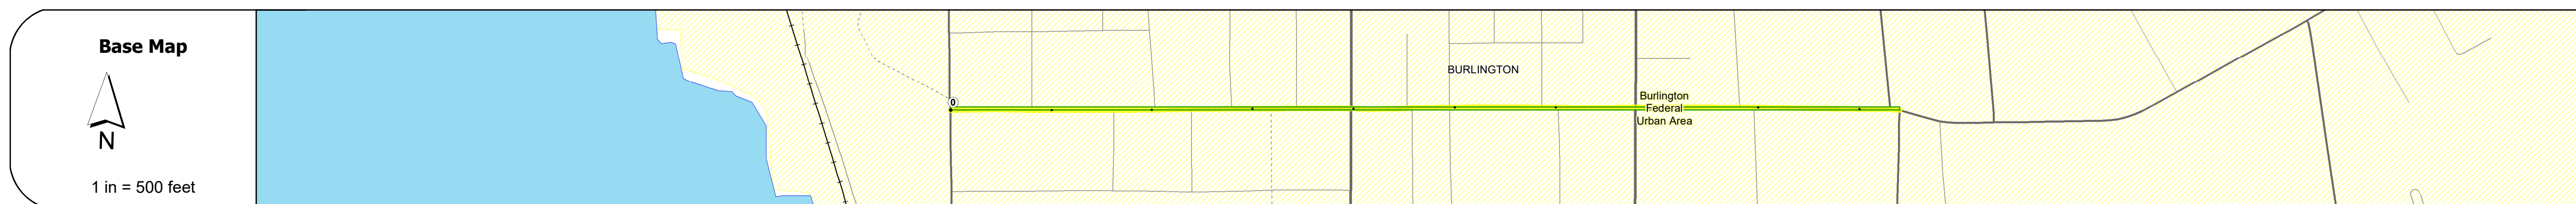 Base Map
N
1 in = 500 feet
0
BURLINGTON
Burlington
Federal
Urban Area